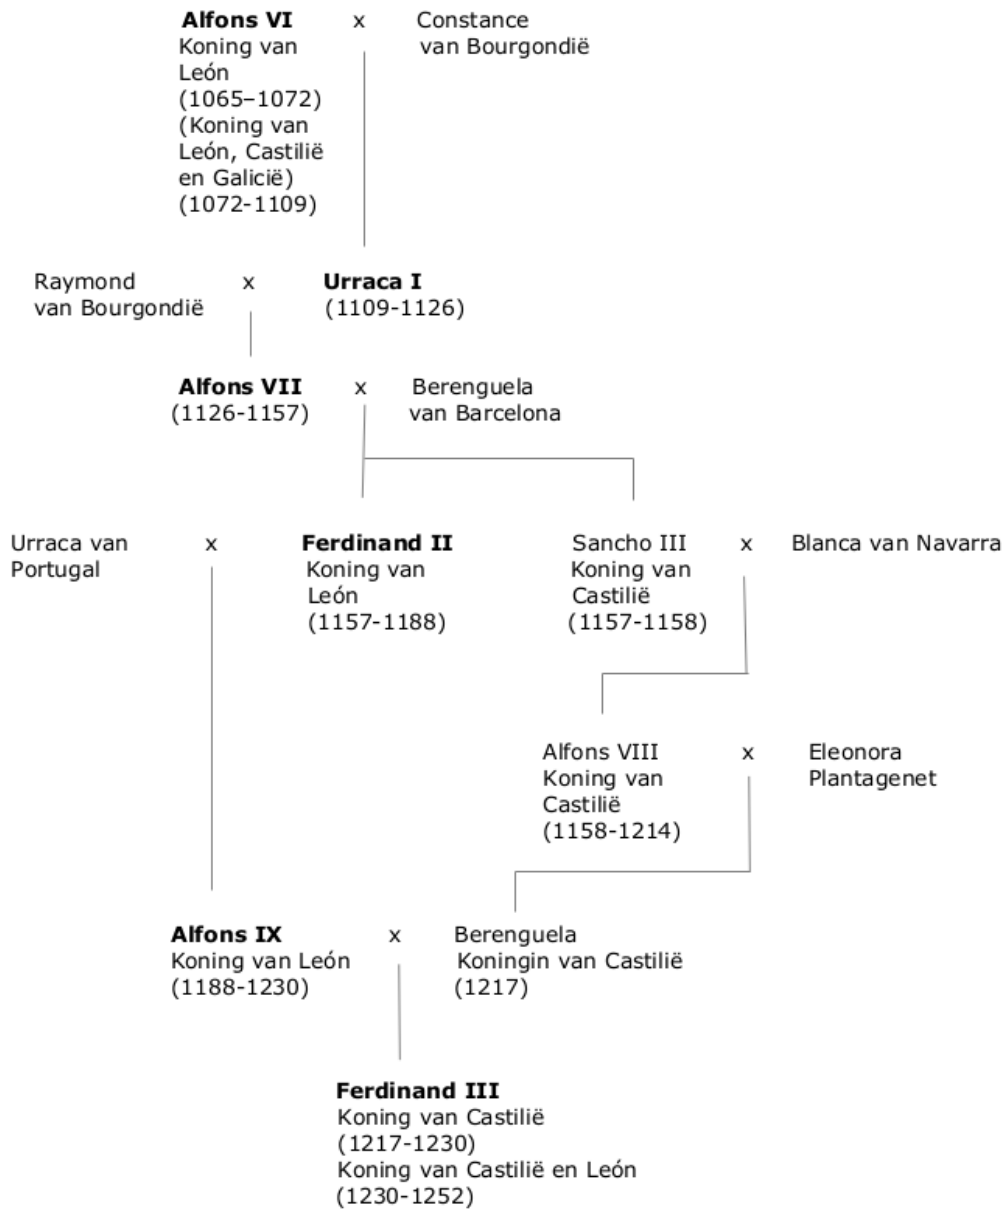 Alfons VI x Constance
Koning van van Bourgondië
León
(1065–1072)
(Koning van
León, Castilië
en Galicië)
(1072-1109)
Raymond x Urraca I
van Bourgondië (1109-1126)
Alfons VII x Berenguela
(1126-1157) van Barcelona
Urraca van x Ferdinand II Sancho III x Blanca van Navarra
Portugal Koning van Koning van
León Castilië
(1157-1188) (1157-1158)
Alfons VIII x Eleonora
Koning van Plantagenet
Castilië
(1158-1214)
Alfons IX x Berenguela
Koning van León Koningin van Castilië
(1188-1230) (1217)
Ferdinand III
Koning van Castilië
(1217-1230)
Koning van Castilië en León
(1230-1252)